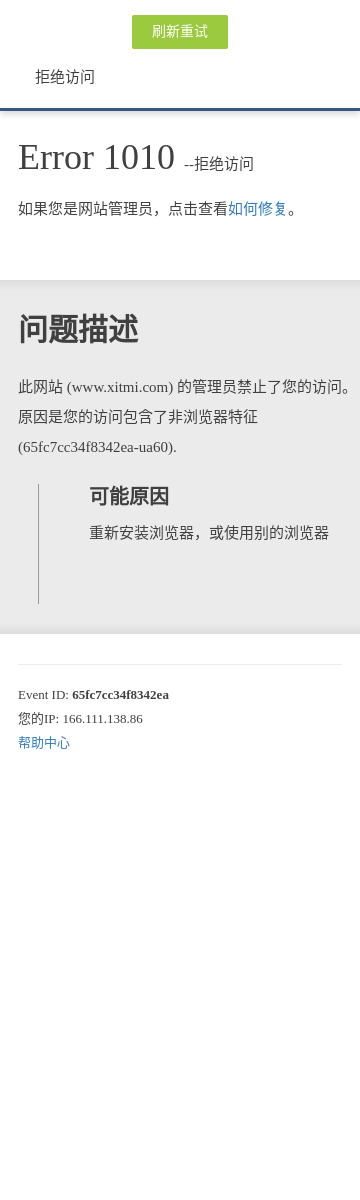 刷新重试
拒绝访问
Error 1010 --拒绝访问
如果您是网站管理员，点击查看如何修复。
问题描述
此网站 (www.xitmi.com) 的管理员禁止了您的访问。
原因是您的访问包含了非浏览器特征
(65fc7cc34f8342ea-ua60).
可能原因
重新安装浏览器，或使用别的浏览器
Event ID: 65fc7cc34f8342ea
您的IP: 166.111.138.86
帮助中心